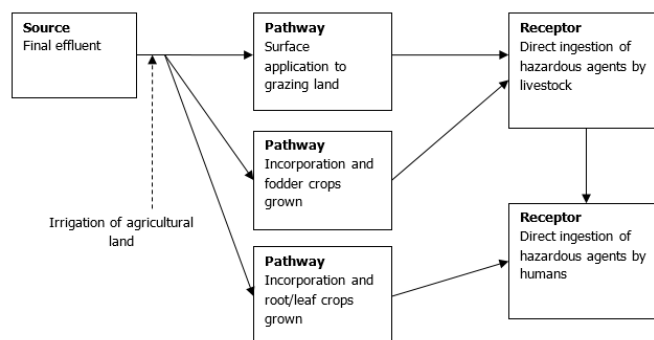 Source
Final effluent
Pathway
Surface
application to
grazing land
Receptor
Direct ingestion of
hazardous agents by
livestock
Pathway
Incorporation and
fodder crops
grown
Irrigation of agricultural
land
Receptor
Direct ingestion of
hazardous agents by
humans
Pathway
Incorporation and
root/leaf crops
grown